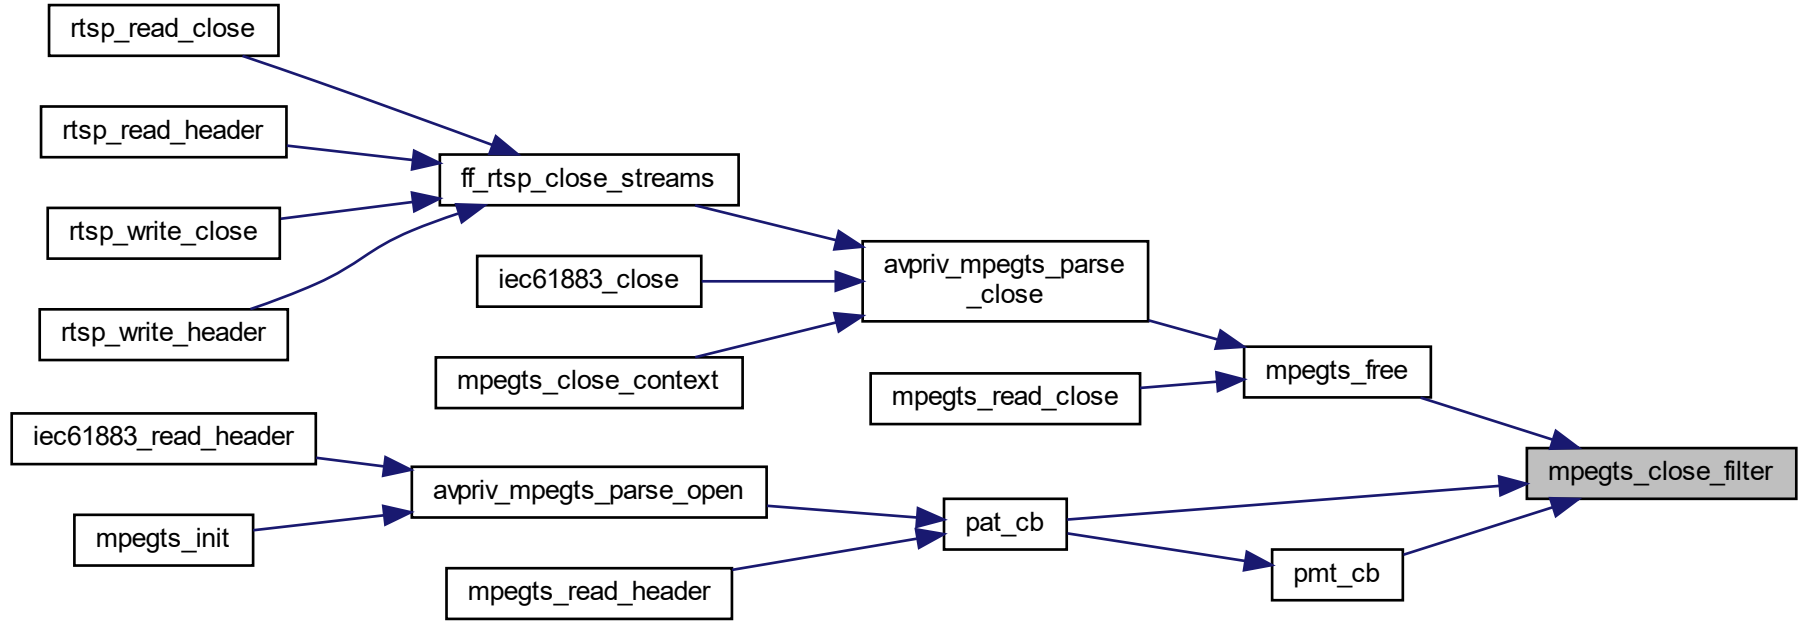 rtsp_read_close
rtsp_read_header
ff_rtsp_close_streams
rtsp_write_close
avpriv_mpegts_parse
_close
iec61883_close
rtsp_write_header
mpegts_free
mpegts_close_context
mpegts_read_close
iec61883_read_header
mpegts_close_filter
avpriv_mpegts_parse_open
pat_cb
mpegts_init
pmt_cb
mpegts_read_header